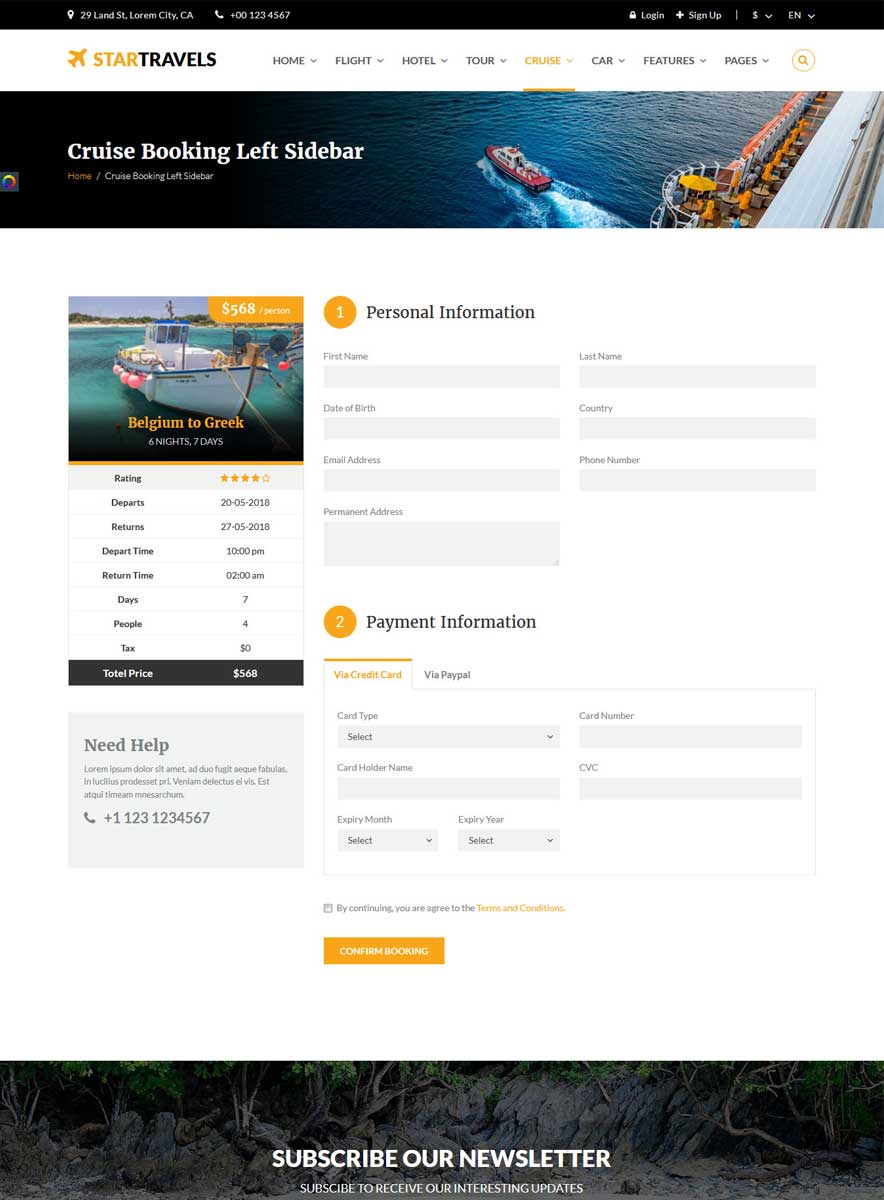 29 Land St, Lorem City, CA +00 123 4567 Login Sign Up | $ EN
STARTRAVELS HOME FLIGHT HOTEL TOUR CRUISE CAR FEATURES PAGES
Cruise Booking Left Sidebar
Home / Cruise Booking Left Sidebar
$568 / person
Belgium to Greek
6 NIGHTS, 7 DAYS
Rating
Departs 20-05-2018
Returns 27-05-2018
Depart Time 10:00 pm
Return Time 02:00 am
Days 7
People 4
Tax $0
Totel Price $568
Need Help
Lorem ipsum dolor sit amet, ad duo fugit aeque fabulas,
in lucilius prodesset pri. Veniam delectus ei vis. Est
atqui timeam mnesarchum.
+1 123 1234567
1 Personal Information
First Name Last Name
Date of Birth Country
Email Address Phone Number
Permanent Address
2 Payment Information
Via Credit Card Via Paypal
Card Type Card Number
Select
Card Holder Name CVC
Expiry Month Expiry Year
Select Select
By continuing, you are agree to the Terms and Conditions.
CONFIRM BOOKING
SUBSCRIBE OUR NEWSLETTER
SUBSCIBE TO RECEIVE OUR INTERESTING UPDATES